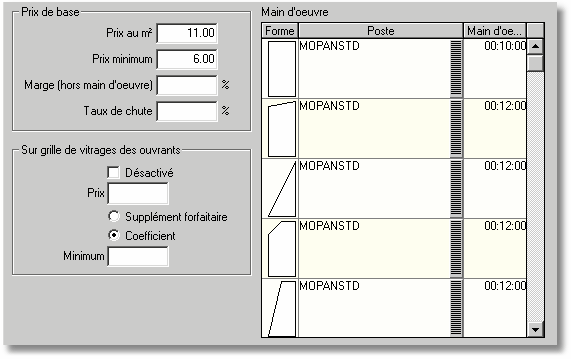 Prix de base
Prix au m² 11.00
Prix minimum 6.00
Marge (hors main d'oeuvre) %
Taux de chute %
Sur grille de vitrages des ouvrants
Désactivé
Prix
Supplément forfaitaire
Coefficient
Minimum
Main d'oeuvre
Forme Poste Main d'oe...
MOPANSTD 00:10:00
MOPANSTD 00:12:00
MOPANSTD 00:12:00
MOPANSTD 00:12:00
MOPANSTD 00:12:00